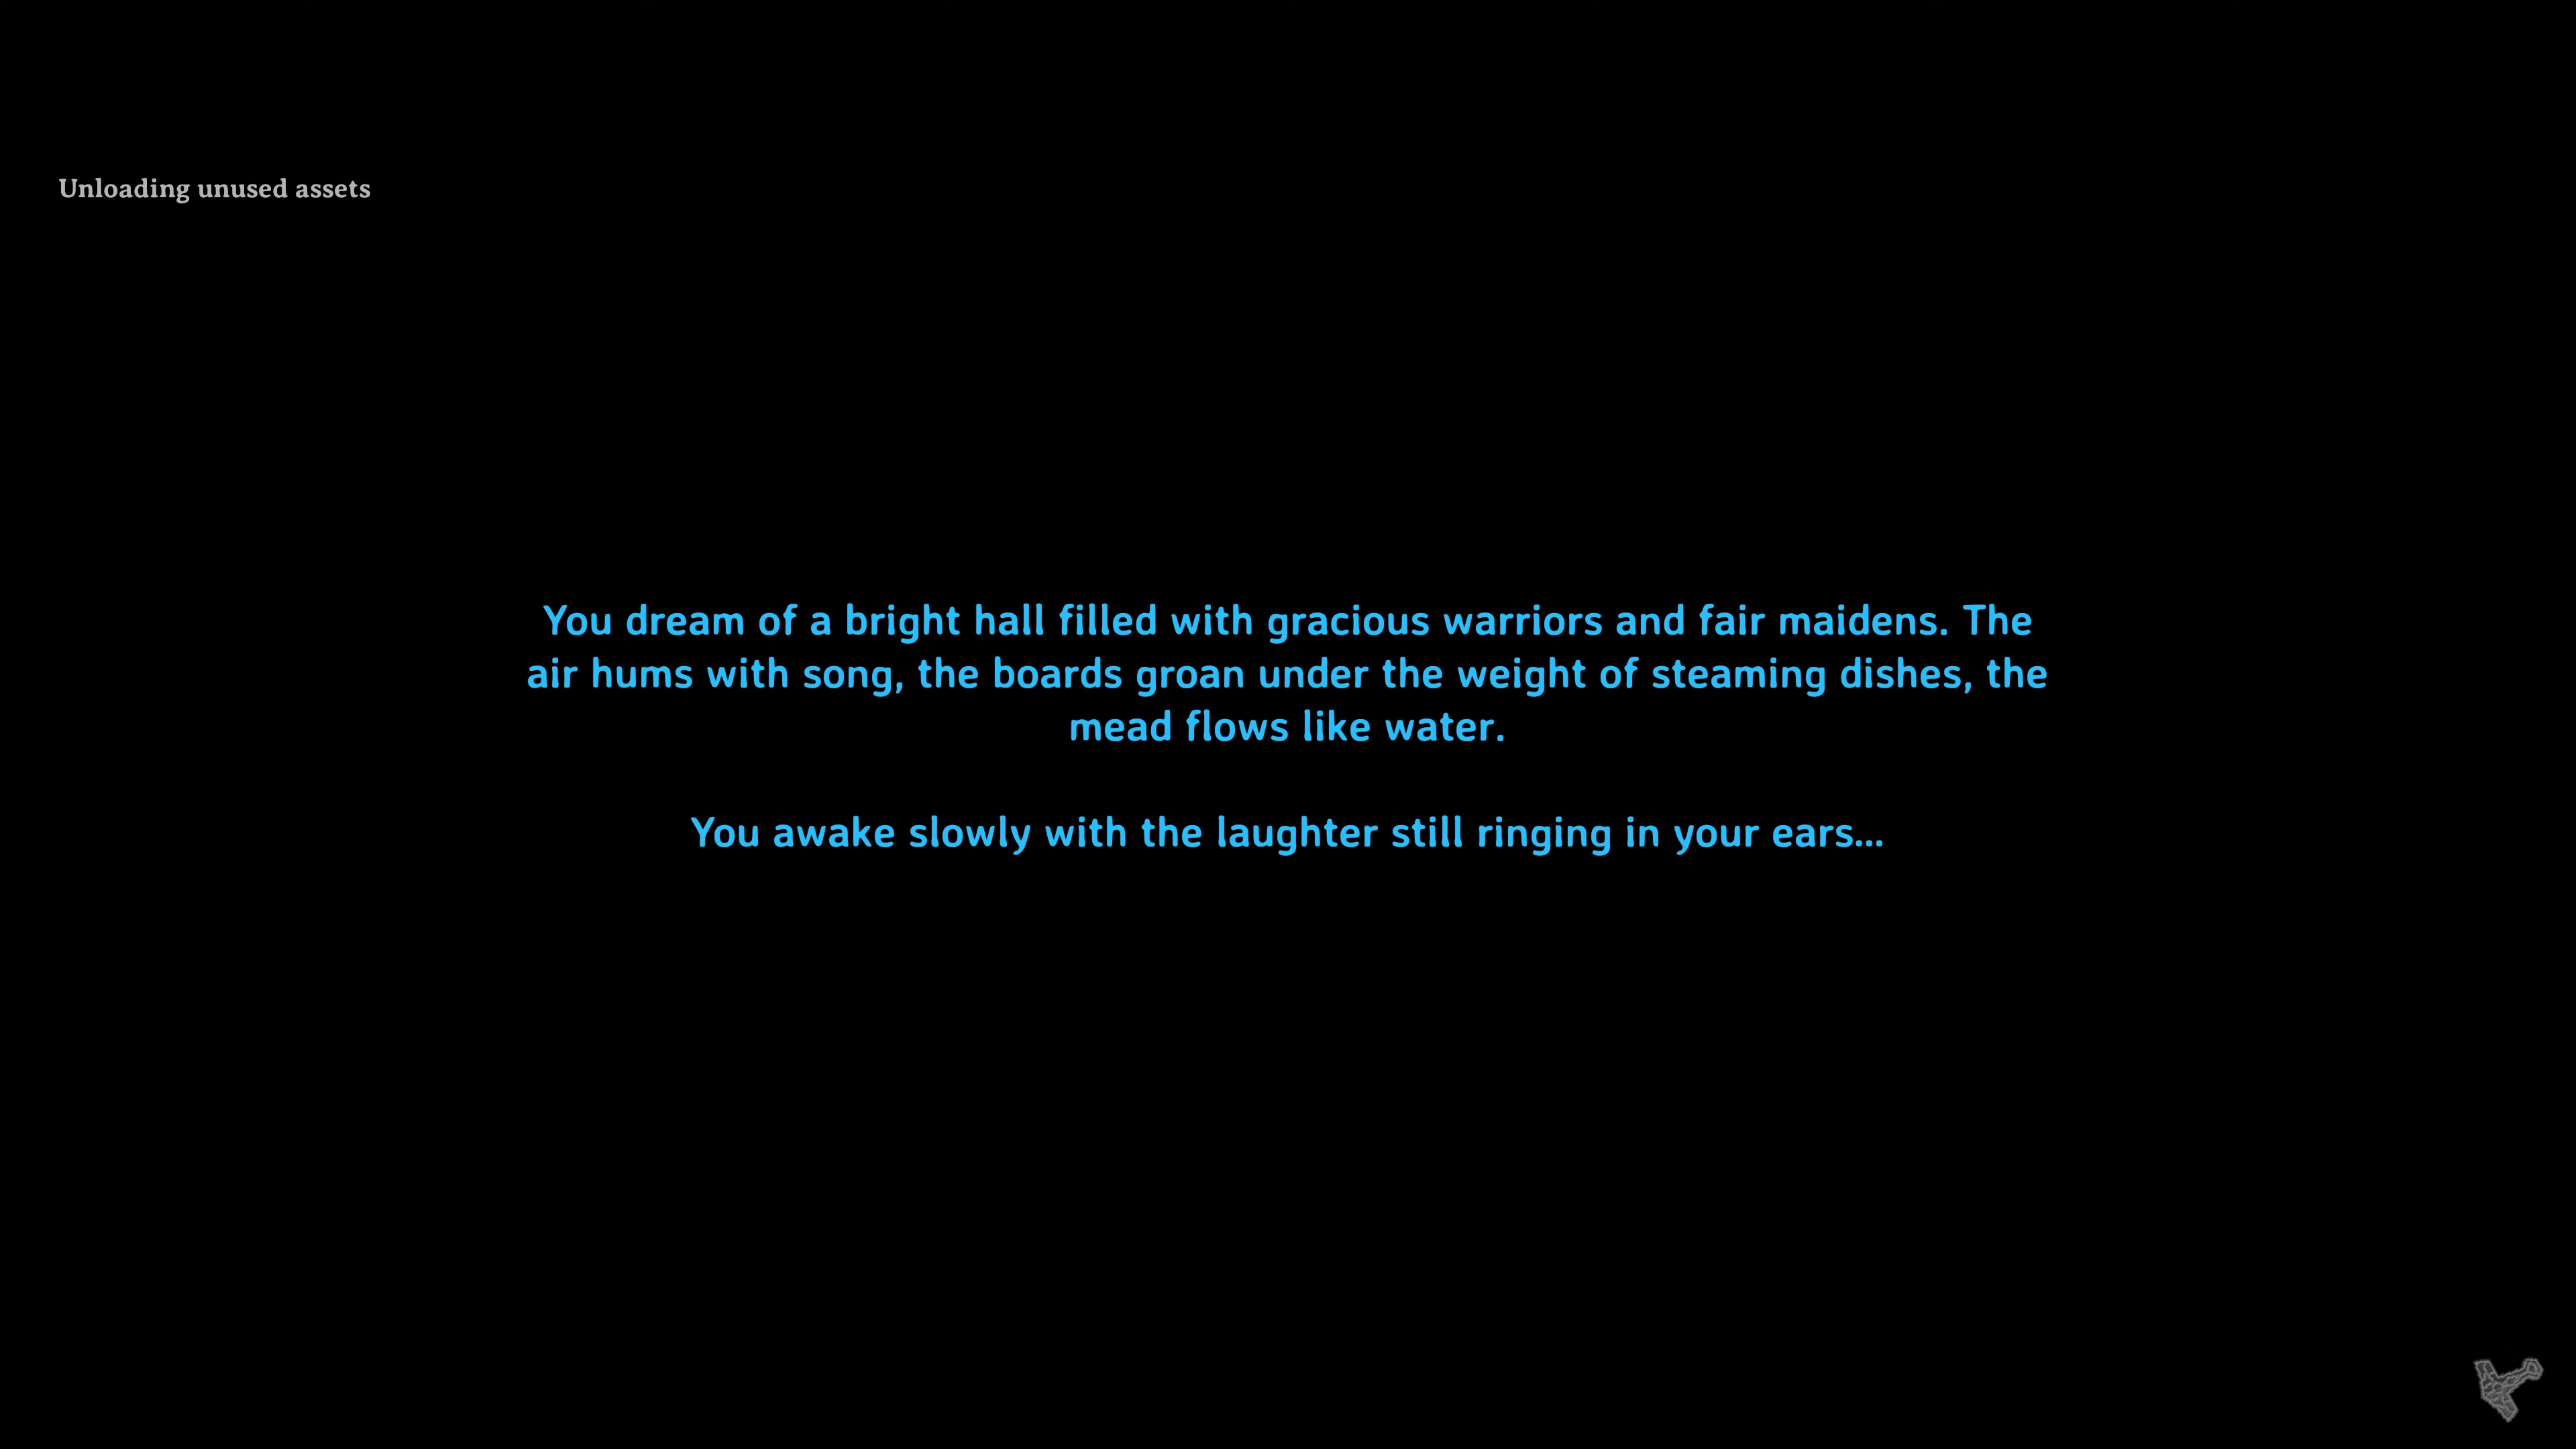 Unloading unused assets
You dream of a bright hall filled with gracious warriors and fair maidens. The
air hums with song, the boards groan under the weight of steaming dishes, the
mead flows like water.
You awake slowly with the laughter still ringing in your ears...